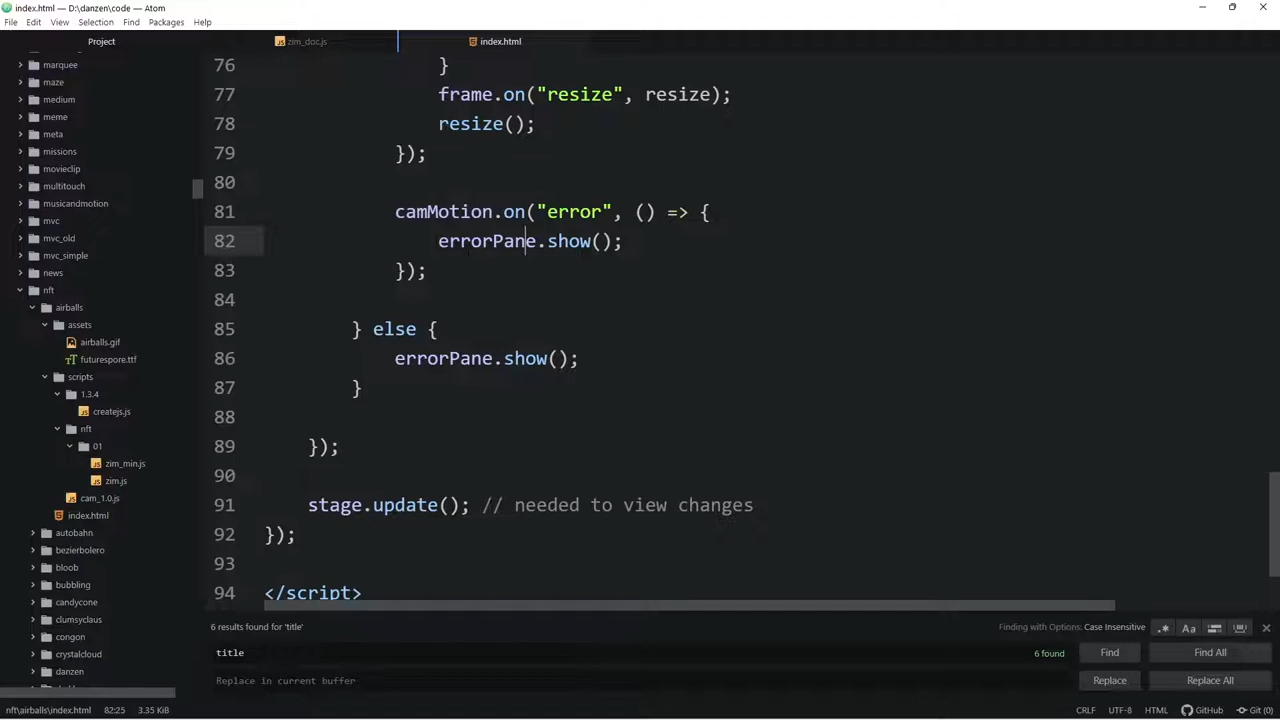 index.html — D:\danzen\code — Atom
File Edit View Selection Find Packages Help
Project
zim_doc.js
index.html
marquee
maze
medium
meme
meta
missions
movieclip
multitouch
musicandmotion
mvc
mvc_old
mvc_simple
news
nft
airballs
assets
airballs.gif
futurespore.ttf
scripts
1.3.4
createjs.js
nft
01
zim_min.js
zim.js
cam_1.0.js
index.html
autobahn
bezierbolero
bloob
bubbling
candycone
clumsyclaus
congon
crystalcloud
danzen
76 }
77 frame.on("resize", resize);
78 resize();
79 });
80
81 camMotion.on("error", () => {
82 errorPane.show();
83 });
84
85 } else {
86 errorPane.show();
87 }
88
89 });
90
91 stage.update(); // needed to view changes
92 });
93
94 </script>
6 results found for 'title'
Finding with Options: Case Insensitive
.* Aa
title
6 found
Find
Find All
Replace in current buffer
Replace
Replace All
nft\airballs\index.html 82:25 3.35 KiB
CRLF UTF-8 HTML GitHub Git (0)